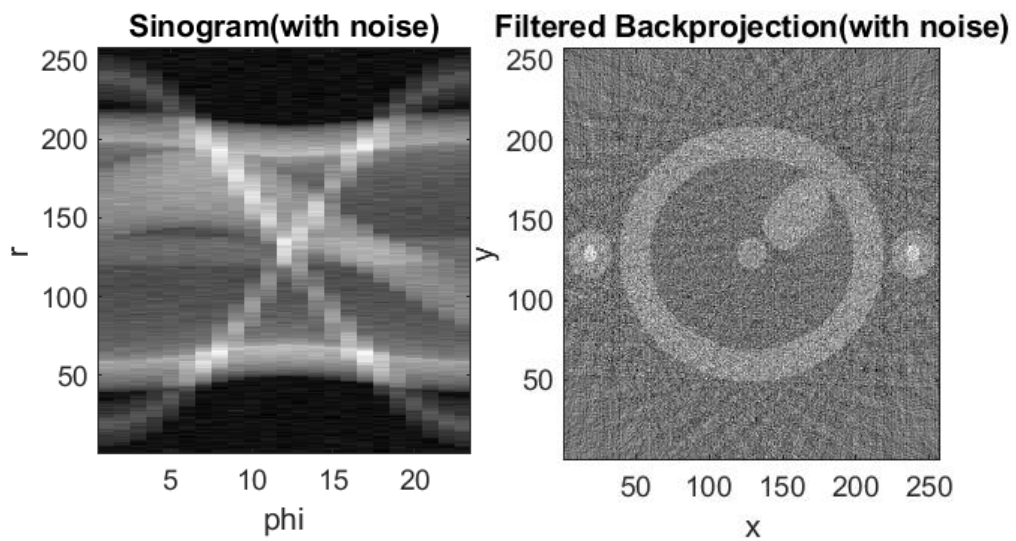 Sinogram(with noise)
250
200
150
100
50
r
5 10 15 20
phi
Filtered Backprojection(with noise)
250
200
150
100
50
y
50 100 150 200 250
x